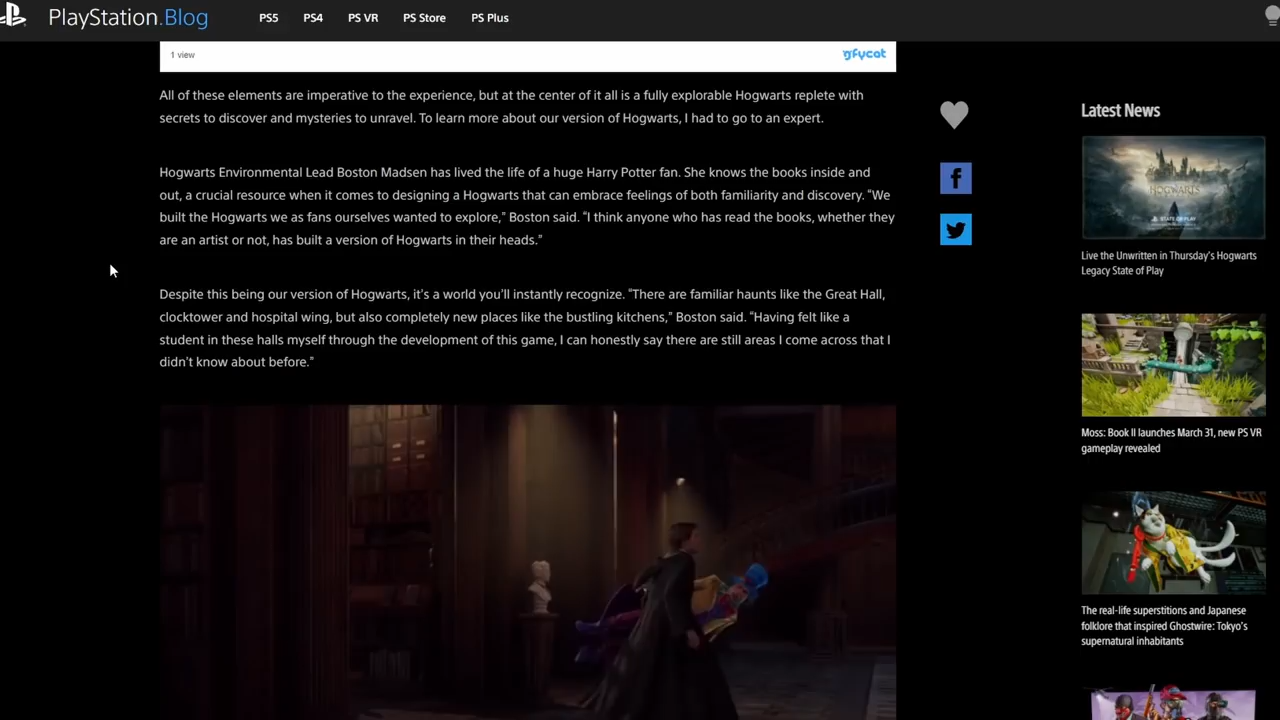 PlayStation.Blog
PS5 PS4 PS VR PS Store PS Plus
1 view
gfycat
All of these elements are imperative to the experience, but at the center of it all is a fully explorable Hogwarts replete with
secrets to discover and mysteries to unravel. To learn more about our version of Hogwarts, I had to go to an expert.
Hogwarts Environmental Lead Boston Madsen has lived the life of a huge Harry Potter fan. She knows the books inside and
out, a crucial resource when it comes to designing a Hogwarts that can embrace feelings of both familiarity and discovery. “We
built the Hogwarts we as fans ourselves wanted to explore,” Boston said. “I think anyone who has read the books, whether they
are an artist or not, has built a version of Hogwarts in their heads.”
Despite this being our version of Hogwarts, it’s a world you’ll instantly recognize. “There are familiar haunts like the Great Hall,
clocktower and hospital wing, but also completely new places like the bustling kitchens,” Boston said. “Having felt like a
student in these halls myself through the development of this game, I can honestly say there are still areas I come across that I
didn’t know about before.”
Latest News
HOGWARTS
STATE OF PLAY
Live the Unwritten in Thursday’s Hogwarts
Legacy State of Play
Moss: Book II launches March 31, new PS VR
gameplay revealed
The real-life superstitions and Japanese
folklore that inspired Ghostwire: Tokyo’s
supernatural inhabitants